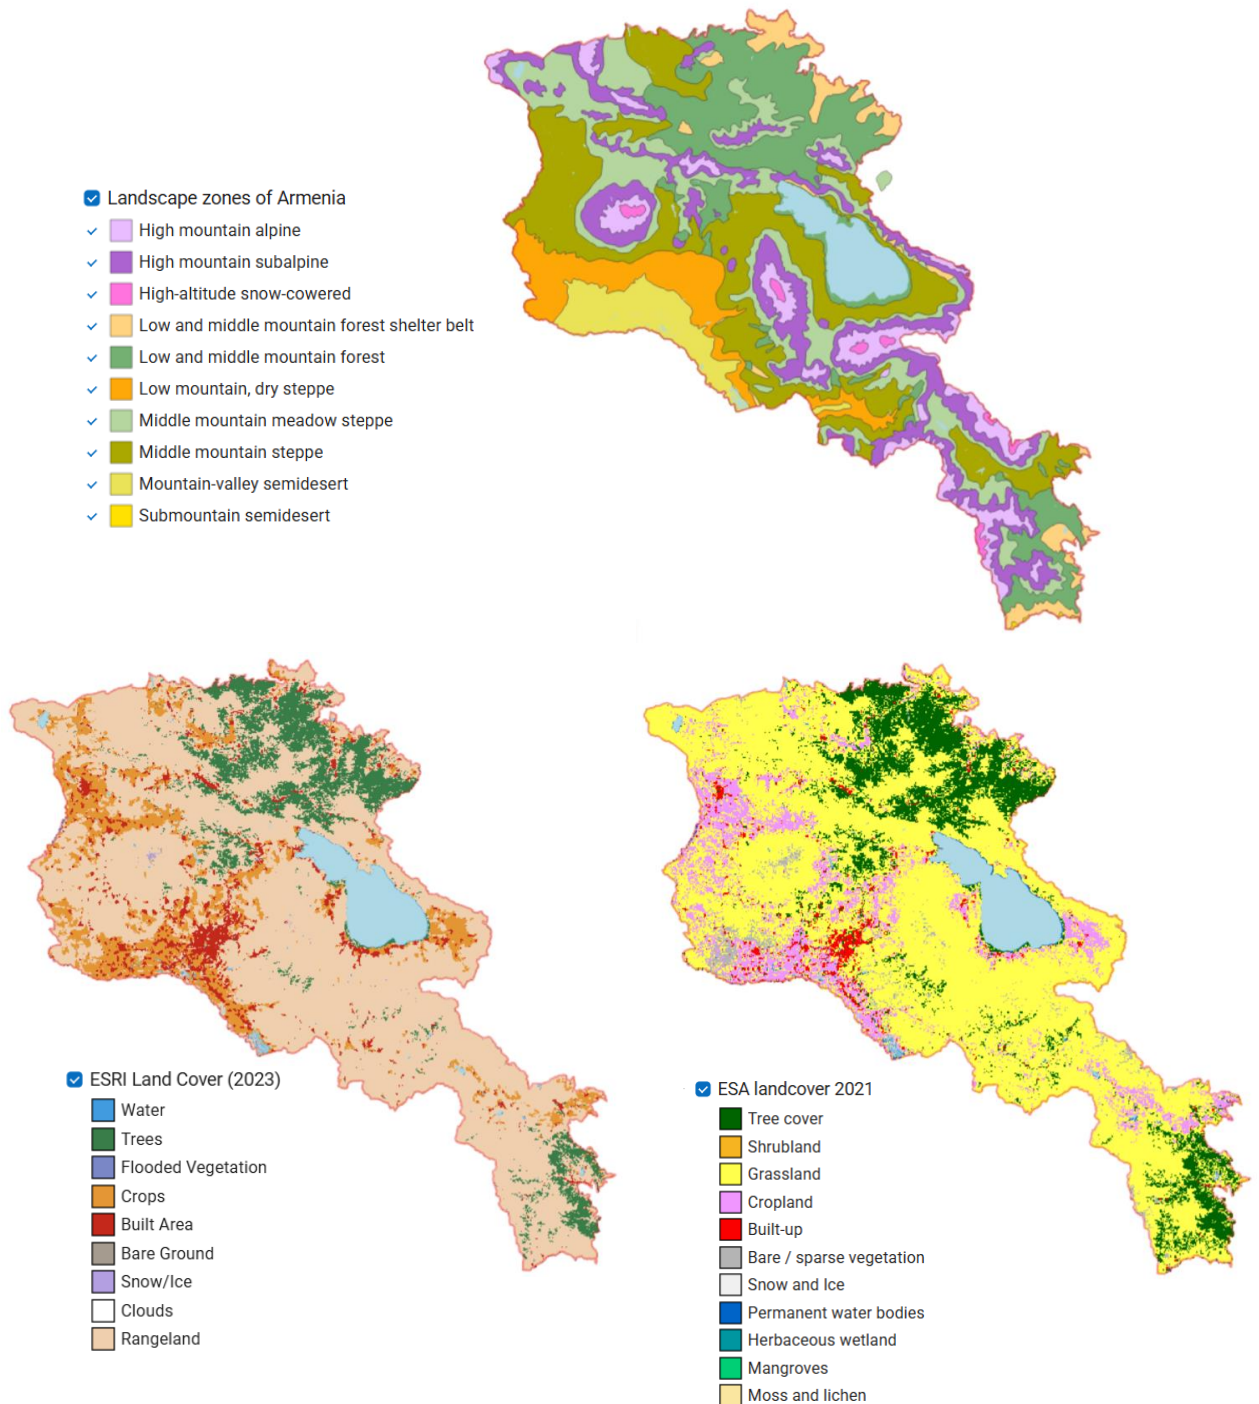 Landscape zones of Armenia
High mountain alpine
High mountain subalpine
High-altitude snow-cowered
Low and middle mountain forest shelter belt
Low and middle mountain forest
Low mountain, dry steppe
Middle mountain meadow steppe
Middle mountain steppe
Mountain-valley semidesert
Submountain semidesert
ESRI Land Cover (2023)
Water
Trees
Flooded Vegetation
Crops
Built Area
Bare Ground
Snow/Ice
Clouds
Rangeland
ESA landcover 2021
Tree cover
Shrubland
Grassland
Cropland
Built-up
Bare / sparse vegetation
Snow and Ice
Permanent water bodies
Herbaceous wetland
Mangroves
Moss and lichen